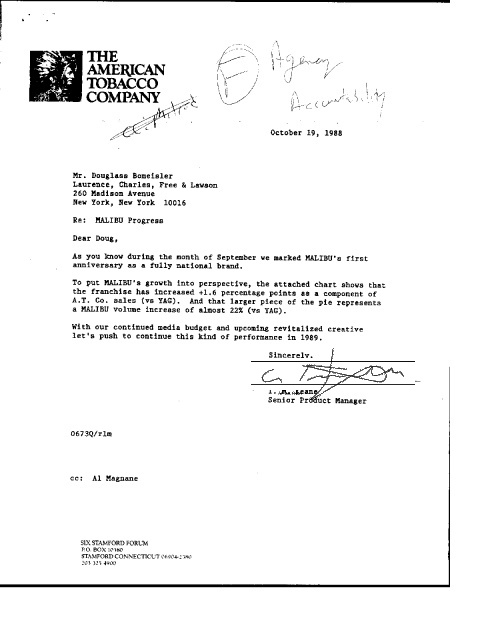 THE
AMERICAN
TOBACCO
COMPANY
F
Agency
Accountability
October 19, 1988
Mr. Douglass Bomeisler
Laurence, Charles, Free & Lawson
260 Madison Avenue
New York, New York 10016
Re: MALIBU Progress
Dear Doug,
As you know during the month of September we marked MALIBU's first
anniversary as a fully national brand.
To put MALIBU's growth into perspective, the attached chart shows that
the franchise has increased +1.6 percentage points as a component of
A.T. Co. sales (vs YAG). And that larger piece of the pie represents
a MALIBU volume increase of almost 22% (vs YAG).
With our continued media budget and upcoming revitalized creative
let's push to continue this kind of performance in 1989.
Sincerely,
Senior Product Manager
0673Q/rlm
cc: Al Magnane
SIX STAMFORD FORUM
P.O. BOX 10380
STAMFORD CONNECTICUT 06904-2380
203 325-4900